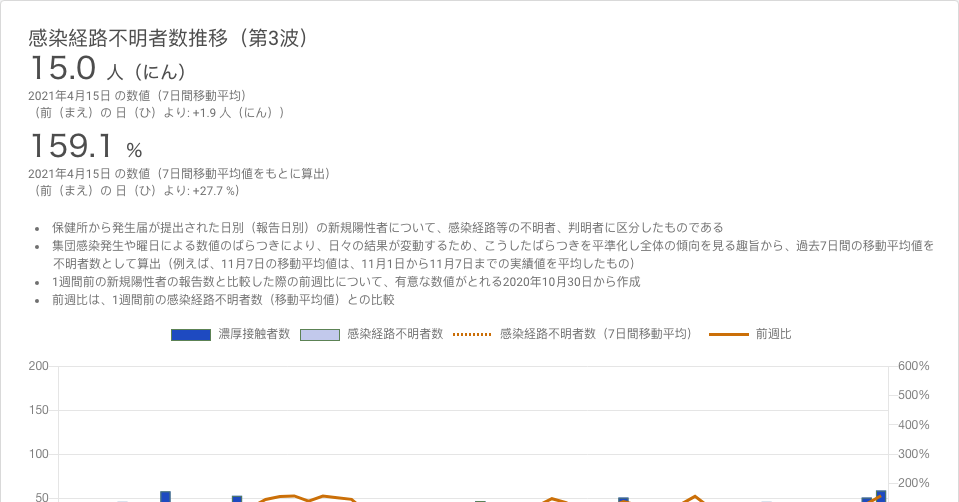 感染経路不明者数推移（第3波）
15.0 人（にん）
2021年4月15日 の数値（7日間移動平均）
（前（まえ）の 日（ひ）より: +1.9 人（にん））
159.1 %
2021年4月15日 の数値（7日間移動平均値をもとに算出）
（前（まえ）の 日（ひ）より: +27.7 %）
• 保健所から発生届が提出された日別（報告日別）の新規陽性者について、感染経路等の不明者、判明者に区分したものである
• 集団感染発生や曜日による数値のばらつきにより、日々の結果が変動するため、こうしたばらつきを平準化し全体の傾向を見る趣旨から、過去7日間の移動平均値を
不明者数として算出（例えば、11月7日の移動平均値は、11月1日から11月7日までの実績値を平均したもの）
• 1週間前の新規陽性者の報告数と比較した際の前週比について、有意な数値がとれる2020年10月30日から作成
• 前週比は、1週間前の感染経路不明者数（移動平均値）との比較
濃厚接触者数 感染経路不明者数 感染経路不明者数（7日間移動平均） 前週比
200 600%
500%
150
400%
100 300%
200%
50